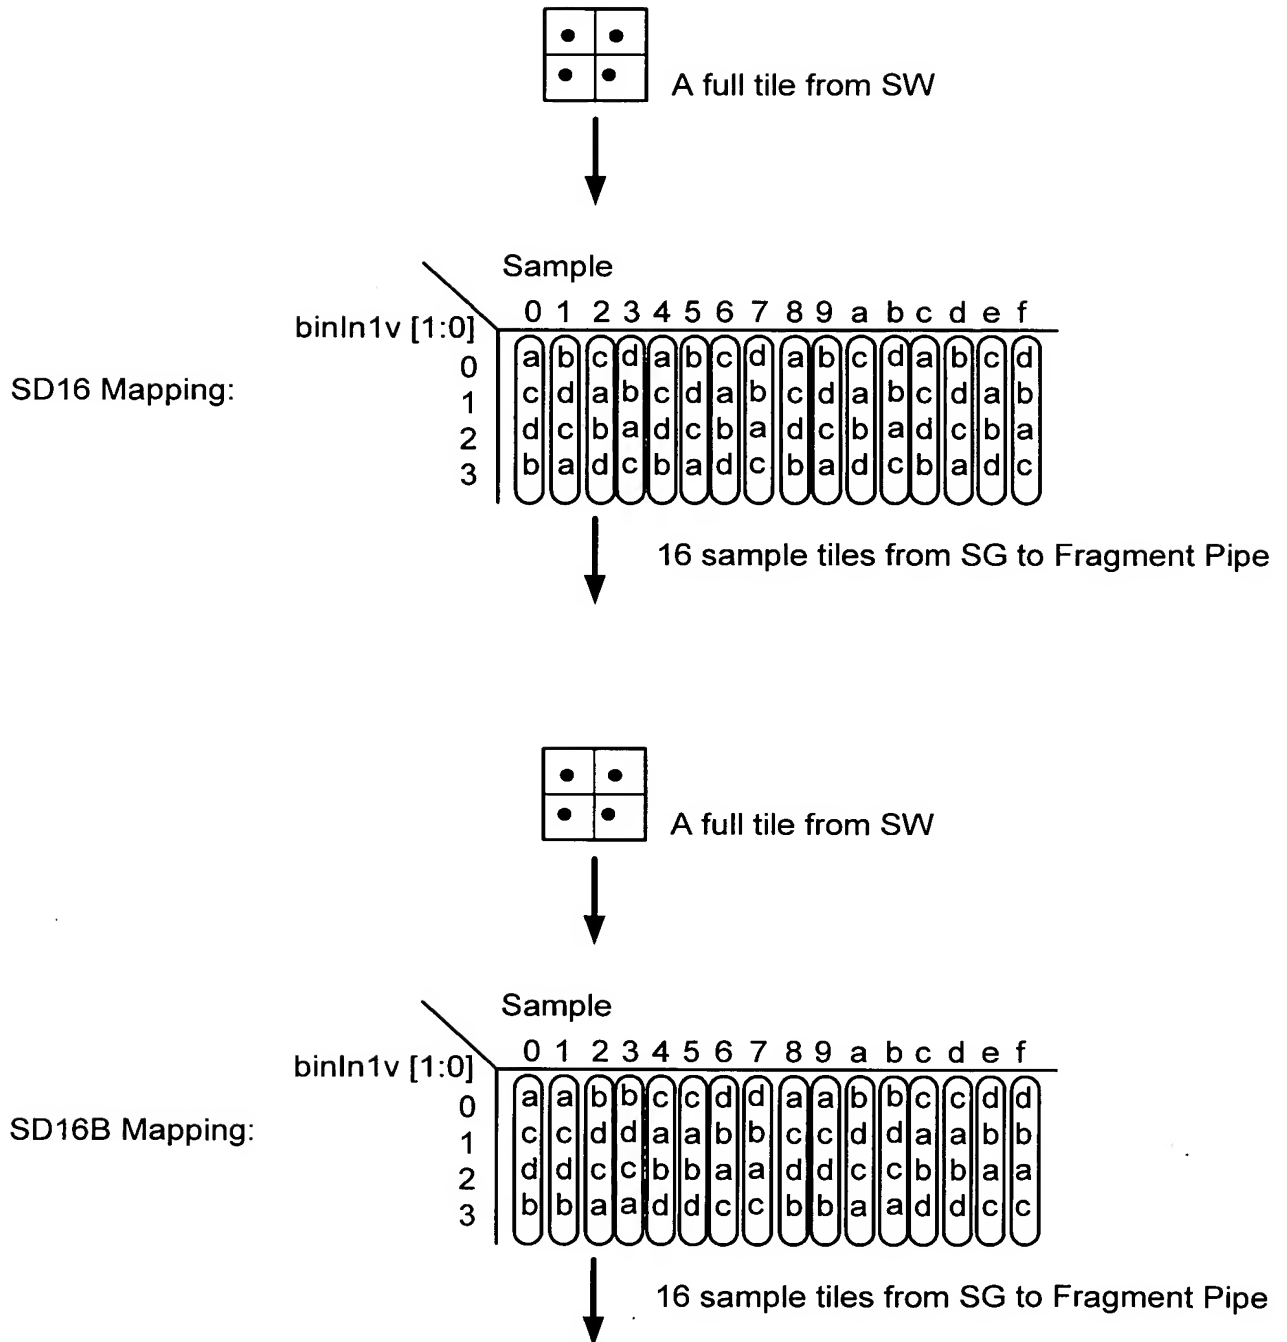 A full tile from SW
Sample
0 1 2 3 4 5 6 7 8 9 a b c d e f
binIn1v [1:0]
0 a b c d a b c d a b c d a b c d
SD16 Mapping:
1 c d a b c d a b c d a b c d a b
2 d c b a d c b a d c b a d c b a
3 b a d c b a d c b a d c b a d c
16 sample tiles from SG to Fragment Pipe
A full tile from SW
Sample
0 1 2 3 4 5 6 7 8 9 a b c d e f
binIn1v [1:0]
0 a a b b c c d d a a b b c c d d
SD16B Mapping:
1 c c d d a a b b c c d d a a b b
2 d d c c b b a a d d c c b b a a
3 b b a a d d c c b b a a d d c c
16 sample tiles from SG to Fragment Pipe